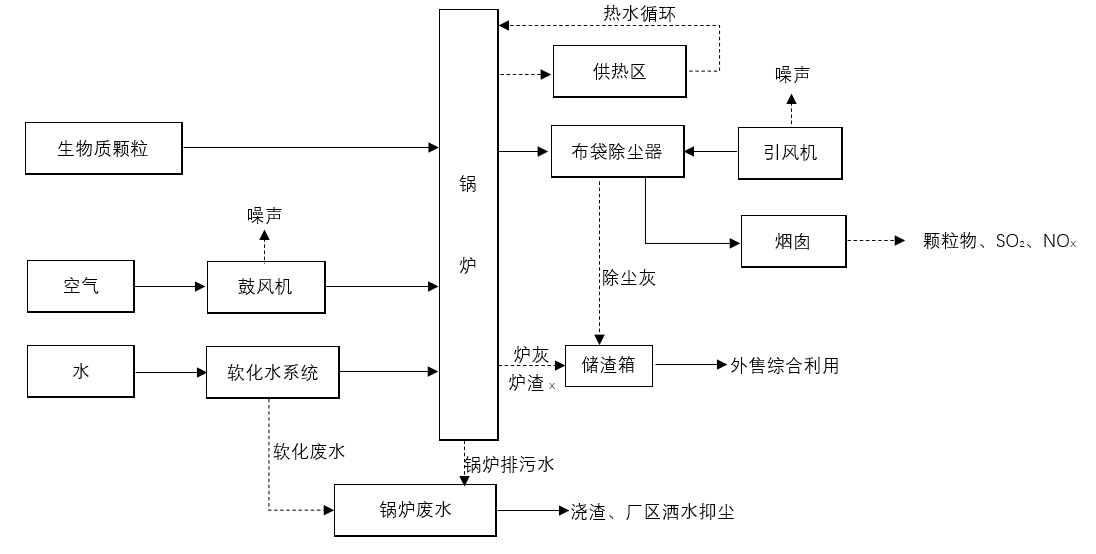 热水循环
供热区
噪声
生物质颗粒
锅
炉
布袋除尘器
引风机
噪声
烟囱
颗粒物、SO₂、NOₓ
空气
鼓风机
除尘灰
水
软化水系统
炉灰
炉渣 ₓ
储渣箱
外售综合利用
软化废水
锅炉排污水
锅炉废水
浇渣、厂区洒水抑尘